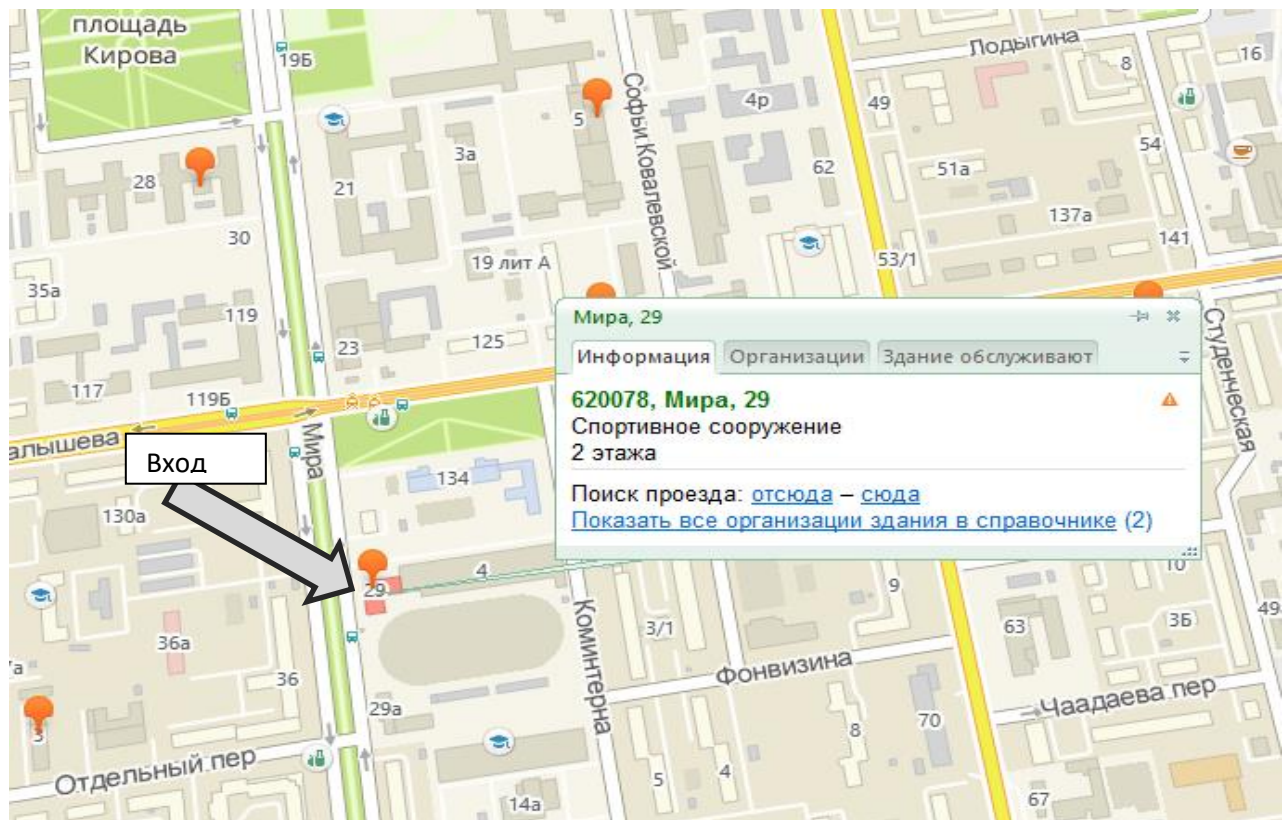 площадь
Кирова
19Б
Лодыгина
16
8
Софьи Ковалевской
4р
49
5
3а
54
51а
62
28
21
137а
30
141
19 лит А
53/1
35а
119
Мира, 29
Студенческая
Информация Организации Здание обслуживают
23
125
117
119Б
620078, Мира, 29
Спортивное сооружение
2 этажа
алышева
Мира
Вход
134
Поиск проезда: отсюда – сюда
Показать все организации здания в справочнике (2)
130а
4
10
29
9
49
Коминтерна
3/1
63
3Б
36а
7а
Фонвизина
36
Чаадаева пер
29а
70
3
8
Отдельный пер
5
4
14а
67